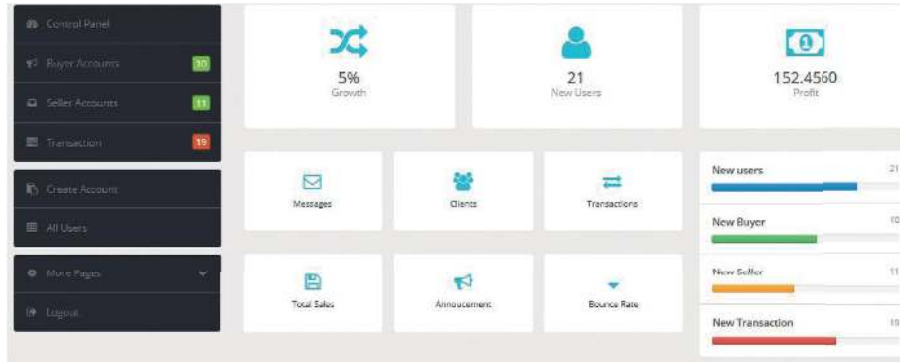 Control Panel
Buyer Accounts 10
Seller Accounts 11
Transaction 19
Create Account
All Users
More Pages
Logout
5%
Growth
21
New Users
1
152.4560
Profit
Messages
Clients
Transactions
Total Sales
Annoucement
Bounce Rate
New users 21
New Buyer 10
New Seller 11
New Transaction 19